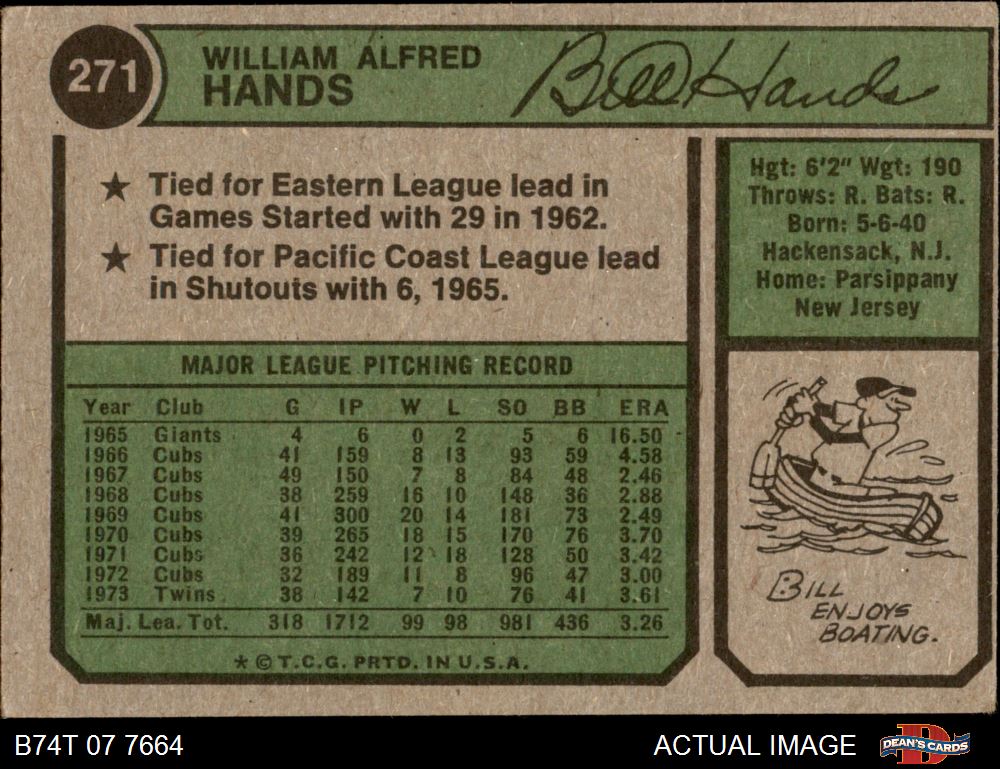 271
WILLIAM ALFRED
HANDS
Bill Hands
★ Tied for Eastern League lead in
Games Started with 29 in 1962.
★ Tied for Pacific Coast League lead
in Shutouts with 6, 1965.
Hgt: 6'2" Wgt: 190
Throws: R. Bats: R.
Born: 5-6-40
Hackensack, N.J.
Home: Parsippany
New Jersey
MAJOR LEAGUE PITCHING RECORD
Year Club G IP W L SO BB ERA
1965 Giants 4 6 0 2 5 6 16.50
1966 Cubs 41 159 8 13 93 59 4.58
1967 Cubs 49 150 7 8 84 48 2.46
1968 Cubs 38 259 16 10 148 36 2.88
1969 Cubs 41 300 20 14 181 73 2.49
1970 Cubs 39 265 18 15 170 76 3.70
1971 Cubs 36 242 12 18 128 50 3.42
1972 Cubs 32 189 11 8 96 47 3.00
1973 Twins 38 142 7 10 76 41 3.61
Maj. Lea. Tot. 318 1712 99 98 981 436 3.26
* © T.C.G. PRTD. IN U.S.A.
BILL
ENJOYS
BOATING.
B74T 07 7664
ACTUAL IMAGE
DEAN'S CARDS